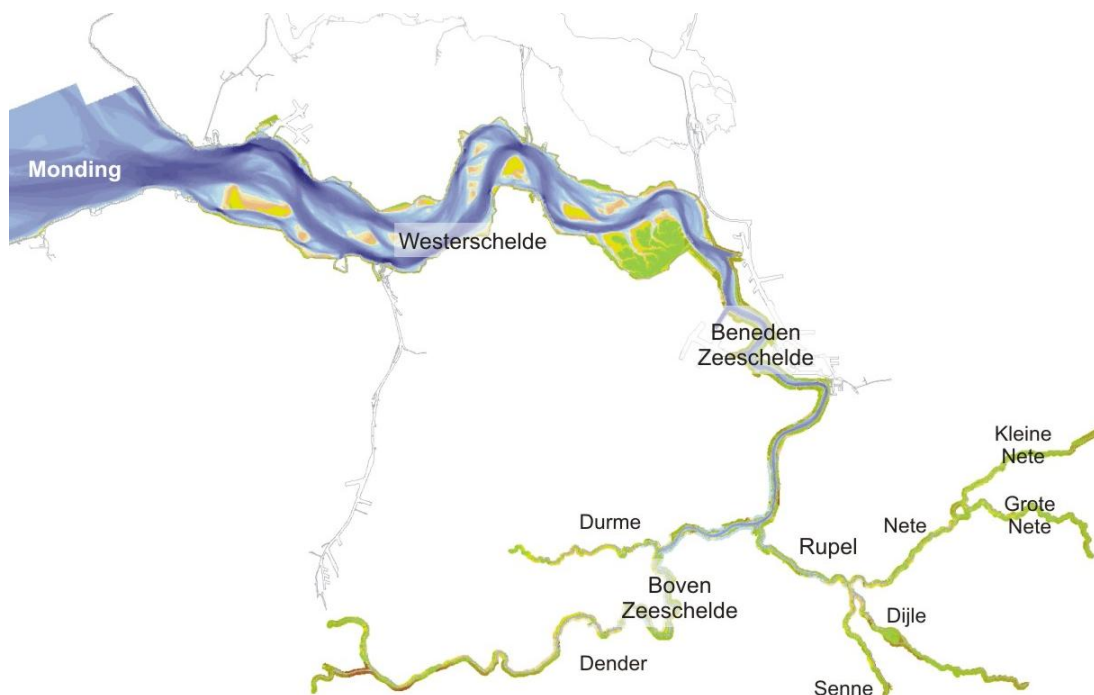 Monding
Westerschelde
Beneden
Zeeschelde
Kleine
Nete
Grote
Nete
Nete
Durme
Rupel
Boven
Zeeschelde
Dijle
Dender
Senne